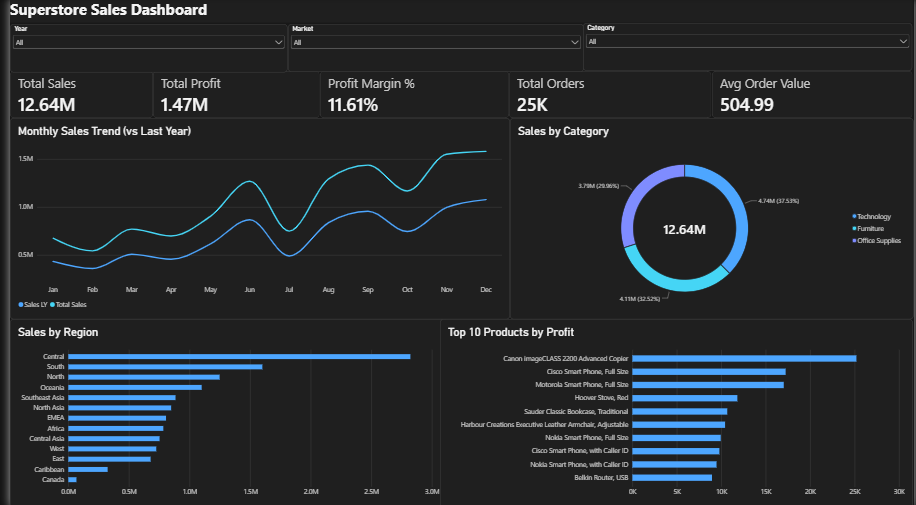 Superstore Sales Dashboard
Year
All
Market
All
Category
All
Total Sales
12.64M
Total Profit
1.47M
Profit Margin %
11.61%
Total Orders
25K
Avg Order Value
504.99
Monthly Sales Trend (vs Last Year)
1.5M
1.0M
0.5M
Jan Feb Mar Apr May Jun Jul Aug Sep Oct Nov Dec
Sales LY Total Sales
Sales by Category
3.79M (29.96%)
4.74M (37.53%)
12.64M
4.11M (32.52%)
Technology
Furniture
Office Supplies
Sales by Region
Central
South
North
Oceania
Southeast Asia
North Asia
EMEA
Africa
Central Asia
West
East
Caribbean
Canada
0.0M 0.5M 1.0M 1.5M 2.0M 2.5M 3.0M
Top 10 Products by Profit
Canon imageCLASS 2200 Advanced Copier
Cisco Smart Phone, Full Size
Motorola Smart Phone, Full Size
Hoover Stove, Red
Sauder Classic Bookcase, Traditional
Harbour Creations Executive Leather Armchair, Adjustable
Nokia Smart Phone, Full Size
Cisco Smart Phone, with Caller ID
Nokia Smart Phone, with Caller ID
Belkin Router, USB
0K 5K 10K 15K 20K 25K 30K